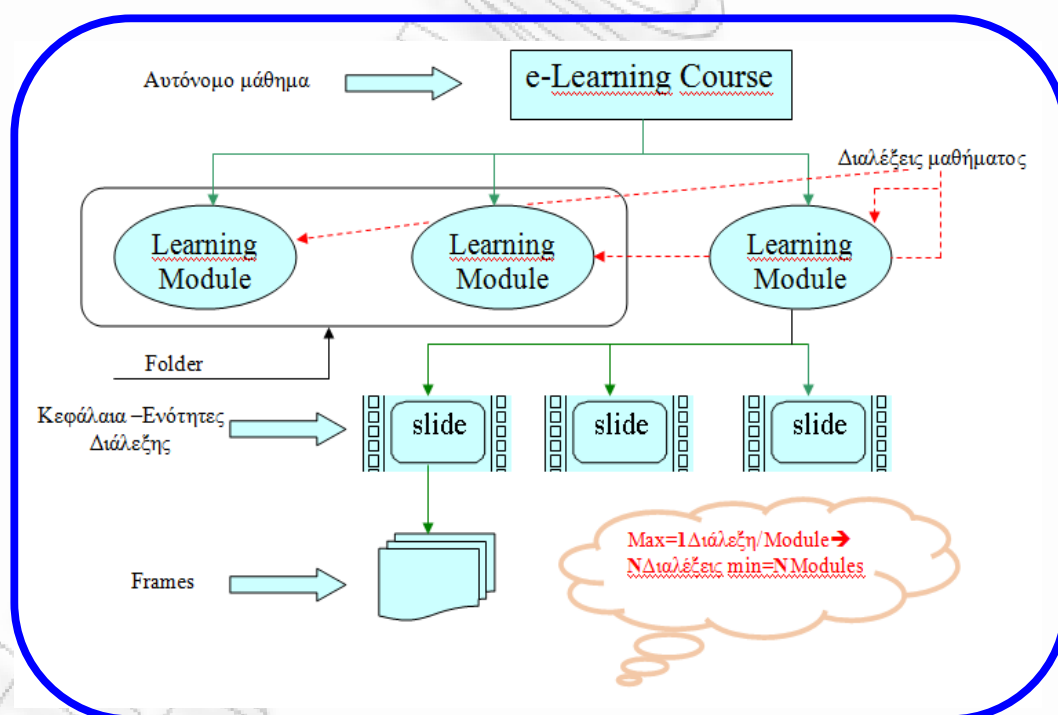 Αυτόνομο μάθημα
e-Learning Course
Διαλέξεις μαθήματος
Learning
Module
Learning
Module
Learning
Module
Folder
Κεφάλαια –Ενότητες
Διάλεξης
slide
slide
slide
Max=1Διάλεξη/Module➔
NΔιαλέξεις min=NModules
Frames